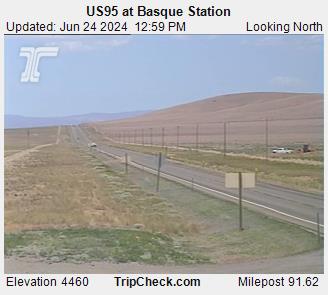 US95 at Basque Station
Updated: Jun 24 2024 12:59 PM Looking North
Elevation 4460 TripCheck.com Milepost 91.62